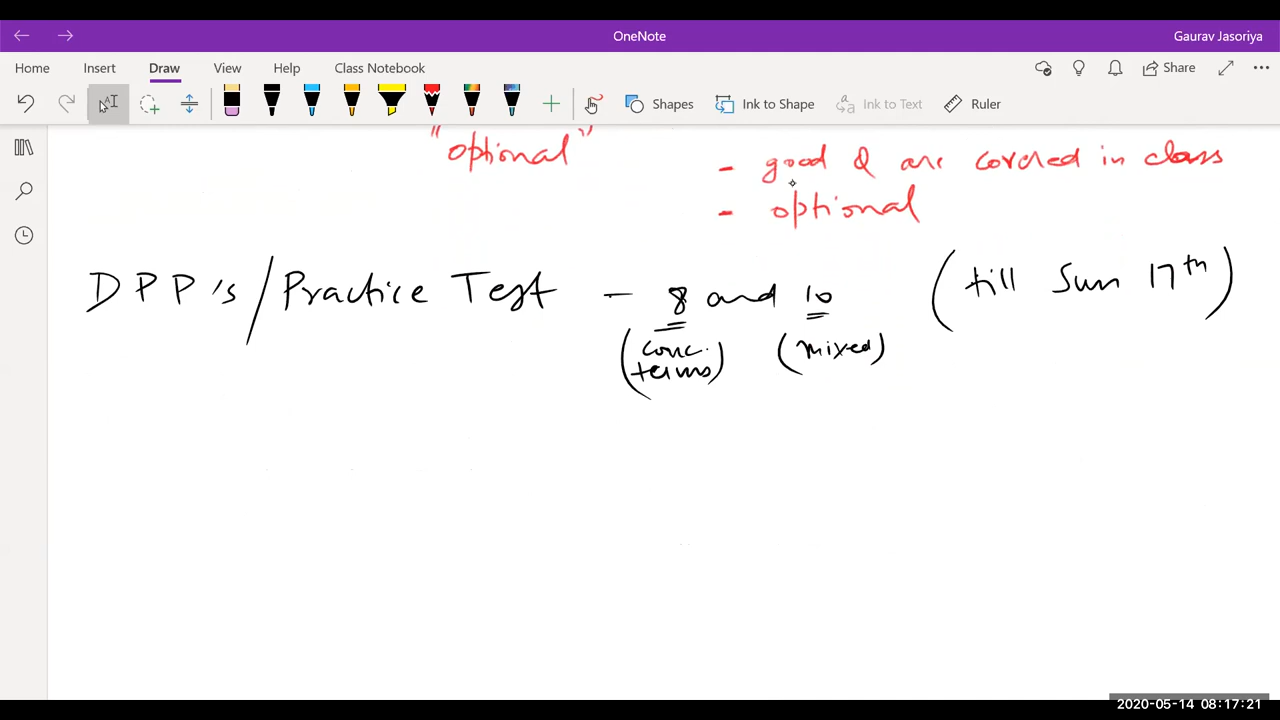 OneNote
Gaurav Jasoriya
Home Insert Draw View Help Class Notebook Share
Shapes Ink to Shape Ink to Text Ruler
"optional"
- good Q are covered in class
- optional
DPP's/Practice Test - 8 and 10 (till Sun 17th)
(conc. terms) (mixed)
2020-05-14 08:17:21